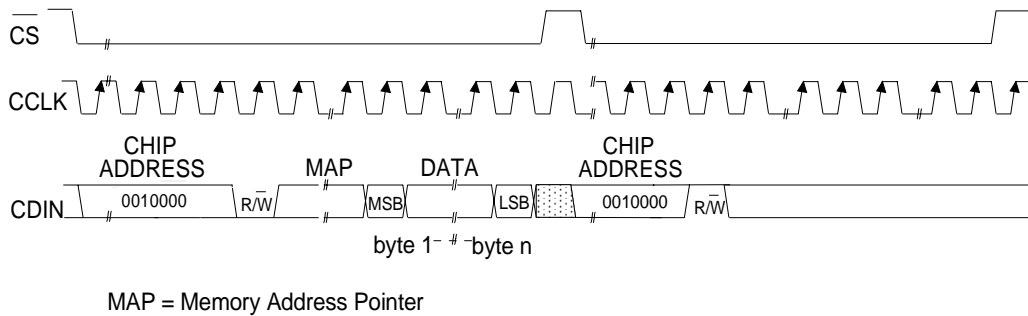 CS
CCLK
CHIP
ADDRESS
MAP
DATA
CHIP
ADDRESS
CDIN
0010000
R/W
MSB
LSB
0010000
R/W
byte 1
byte n
MAP = Memory Address Pointer